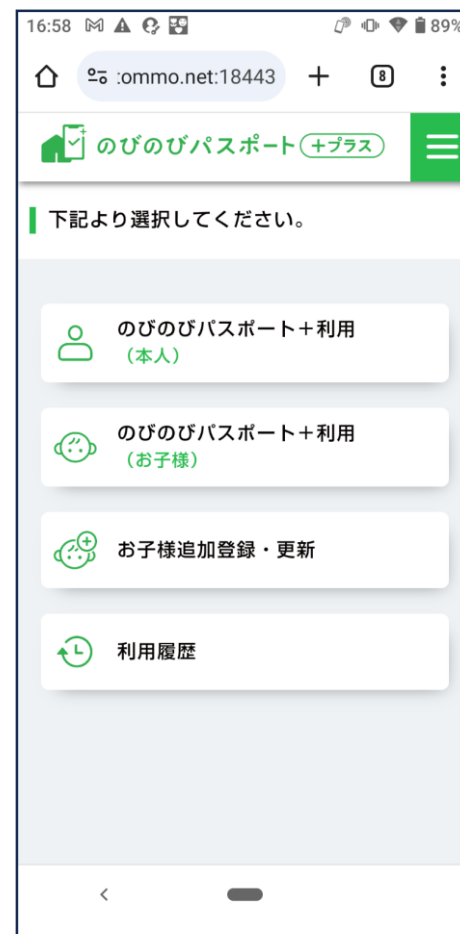 16:58 89%
:ommo.net:18443 8
のびのびパスポート+プラス
下記より選択してください。
のびのびパスポート+利用
(本人)
のびのびパスポート+利用
(お子様)
お子様追加登録・更新
利用履歴